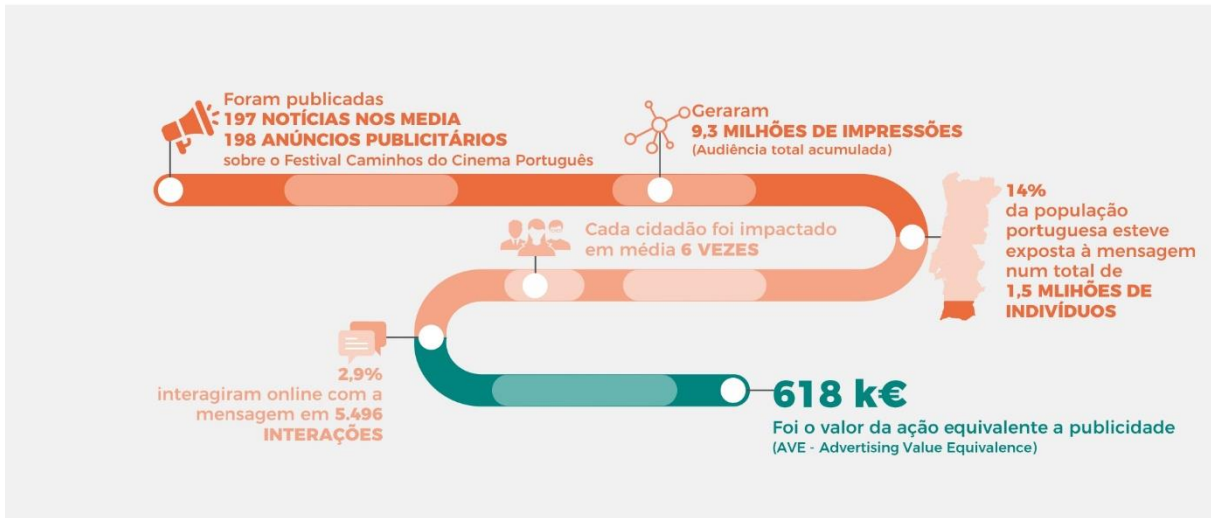 Foram publicadas
197 NOTÍCIAS NOS MEDIA
198 ANÚNCIOS PUBLICITÁRIOS
sobre o Festival Caminhos do Cinema Português
Geraram
9,3 MILHÕES DE IMPRESSÕES
(Audiência total acumulada)
14%
da população
portuguesa esteve
exposta à mensagem
num total de
1,5 MLIHÕES DE
INDIVÍDUOS
Cada cidadão foi impactado
em média 6 VEZES
2,9%
interagiram online com a
mensagem em 5.496
INTERAÇÕES
618 k€
Foi o valor da ação equivalente a publicidade
(AVE - Advertising Value Equivalence)